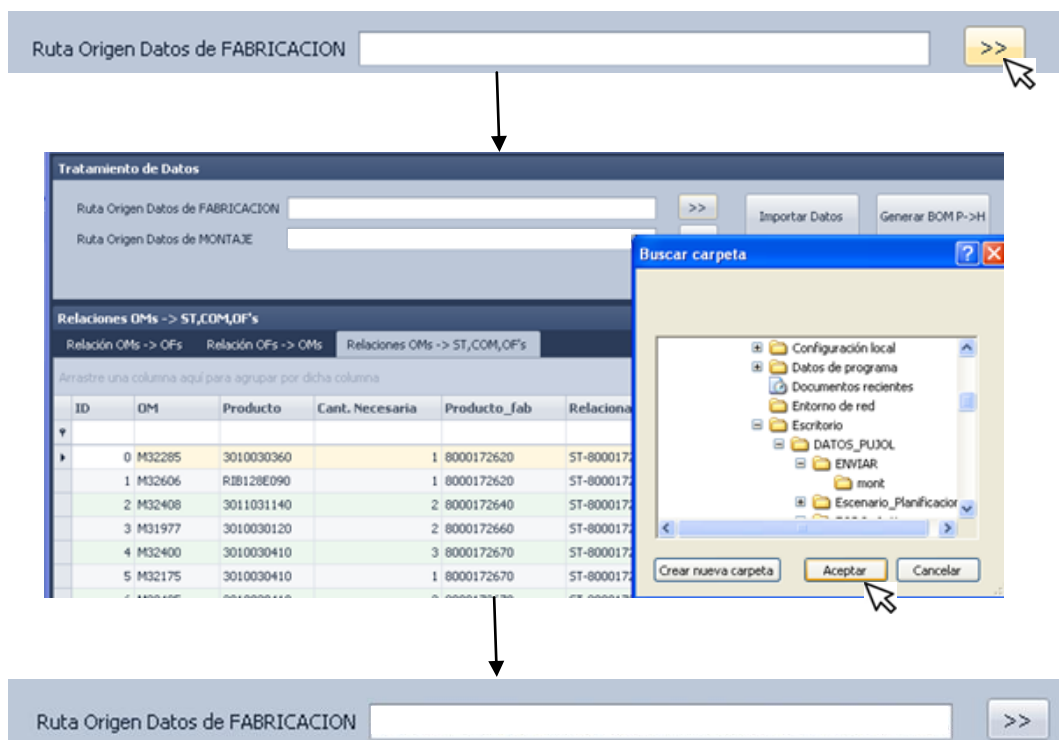 Ruta Origen Datos de FABRICACION >>
Tratamiento de Datos
Ruta Origen Datos de FABRICACION >> Importar Datos Generar BOM P->H
Ruta Origen Datos de MONTAJE
Buscar carpeta
Configuración local
Datos de programa
Documentos recientes
Entorno de red
Escritorio
DATOS_PUJOL
ENVIAR
mont
Escenario_Planificacion
Crear nueva carpeta Aceptar Cancelar
Relaciones OMs -> ST,COM,OF's
Relación OMs -> OFs Relación OFs -> OMs Relaciones OMs -> ST,COM,OF's
Arrastre una columna aquí para agrupar por dicha columna
ID OM Producto Cant. Necesaria Producto_fab Relaciona
0 M32285 3010030360 1 8000172620 ST-8000172
1 M32606 RIB128E090 1 8000172620 ST-8000172
2 M32408 3011031140 2 8000172640 ST-8000172
3 M31977 3010030120 2 8000172660 ST-8000172
4 M32400 3010030410 3 8000172670 ST-8000172
5 M32175 3010030410 1 8000172670 ST-8000172
Ruta Origen Datos de FABRICACION >>